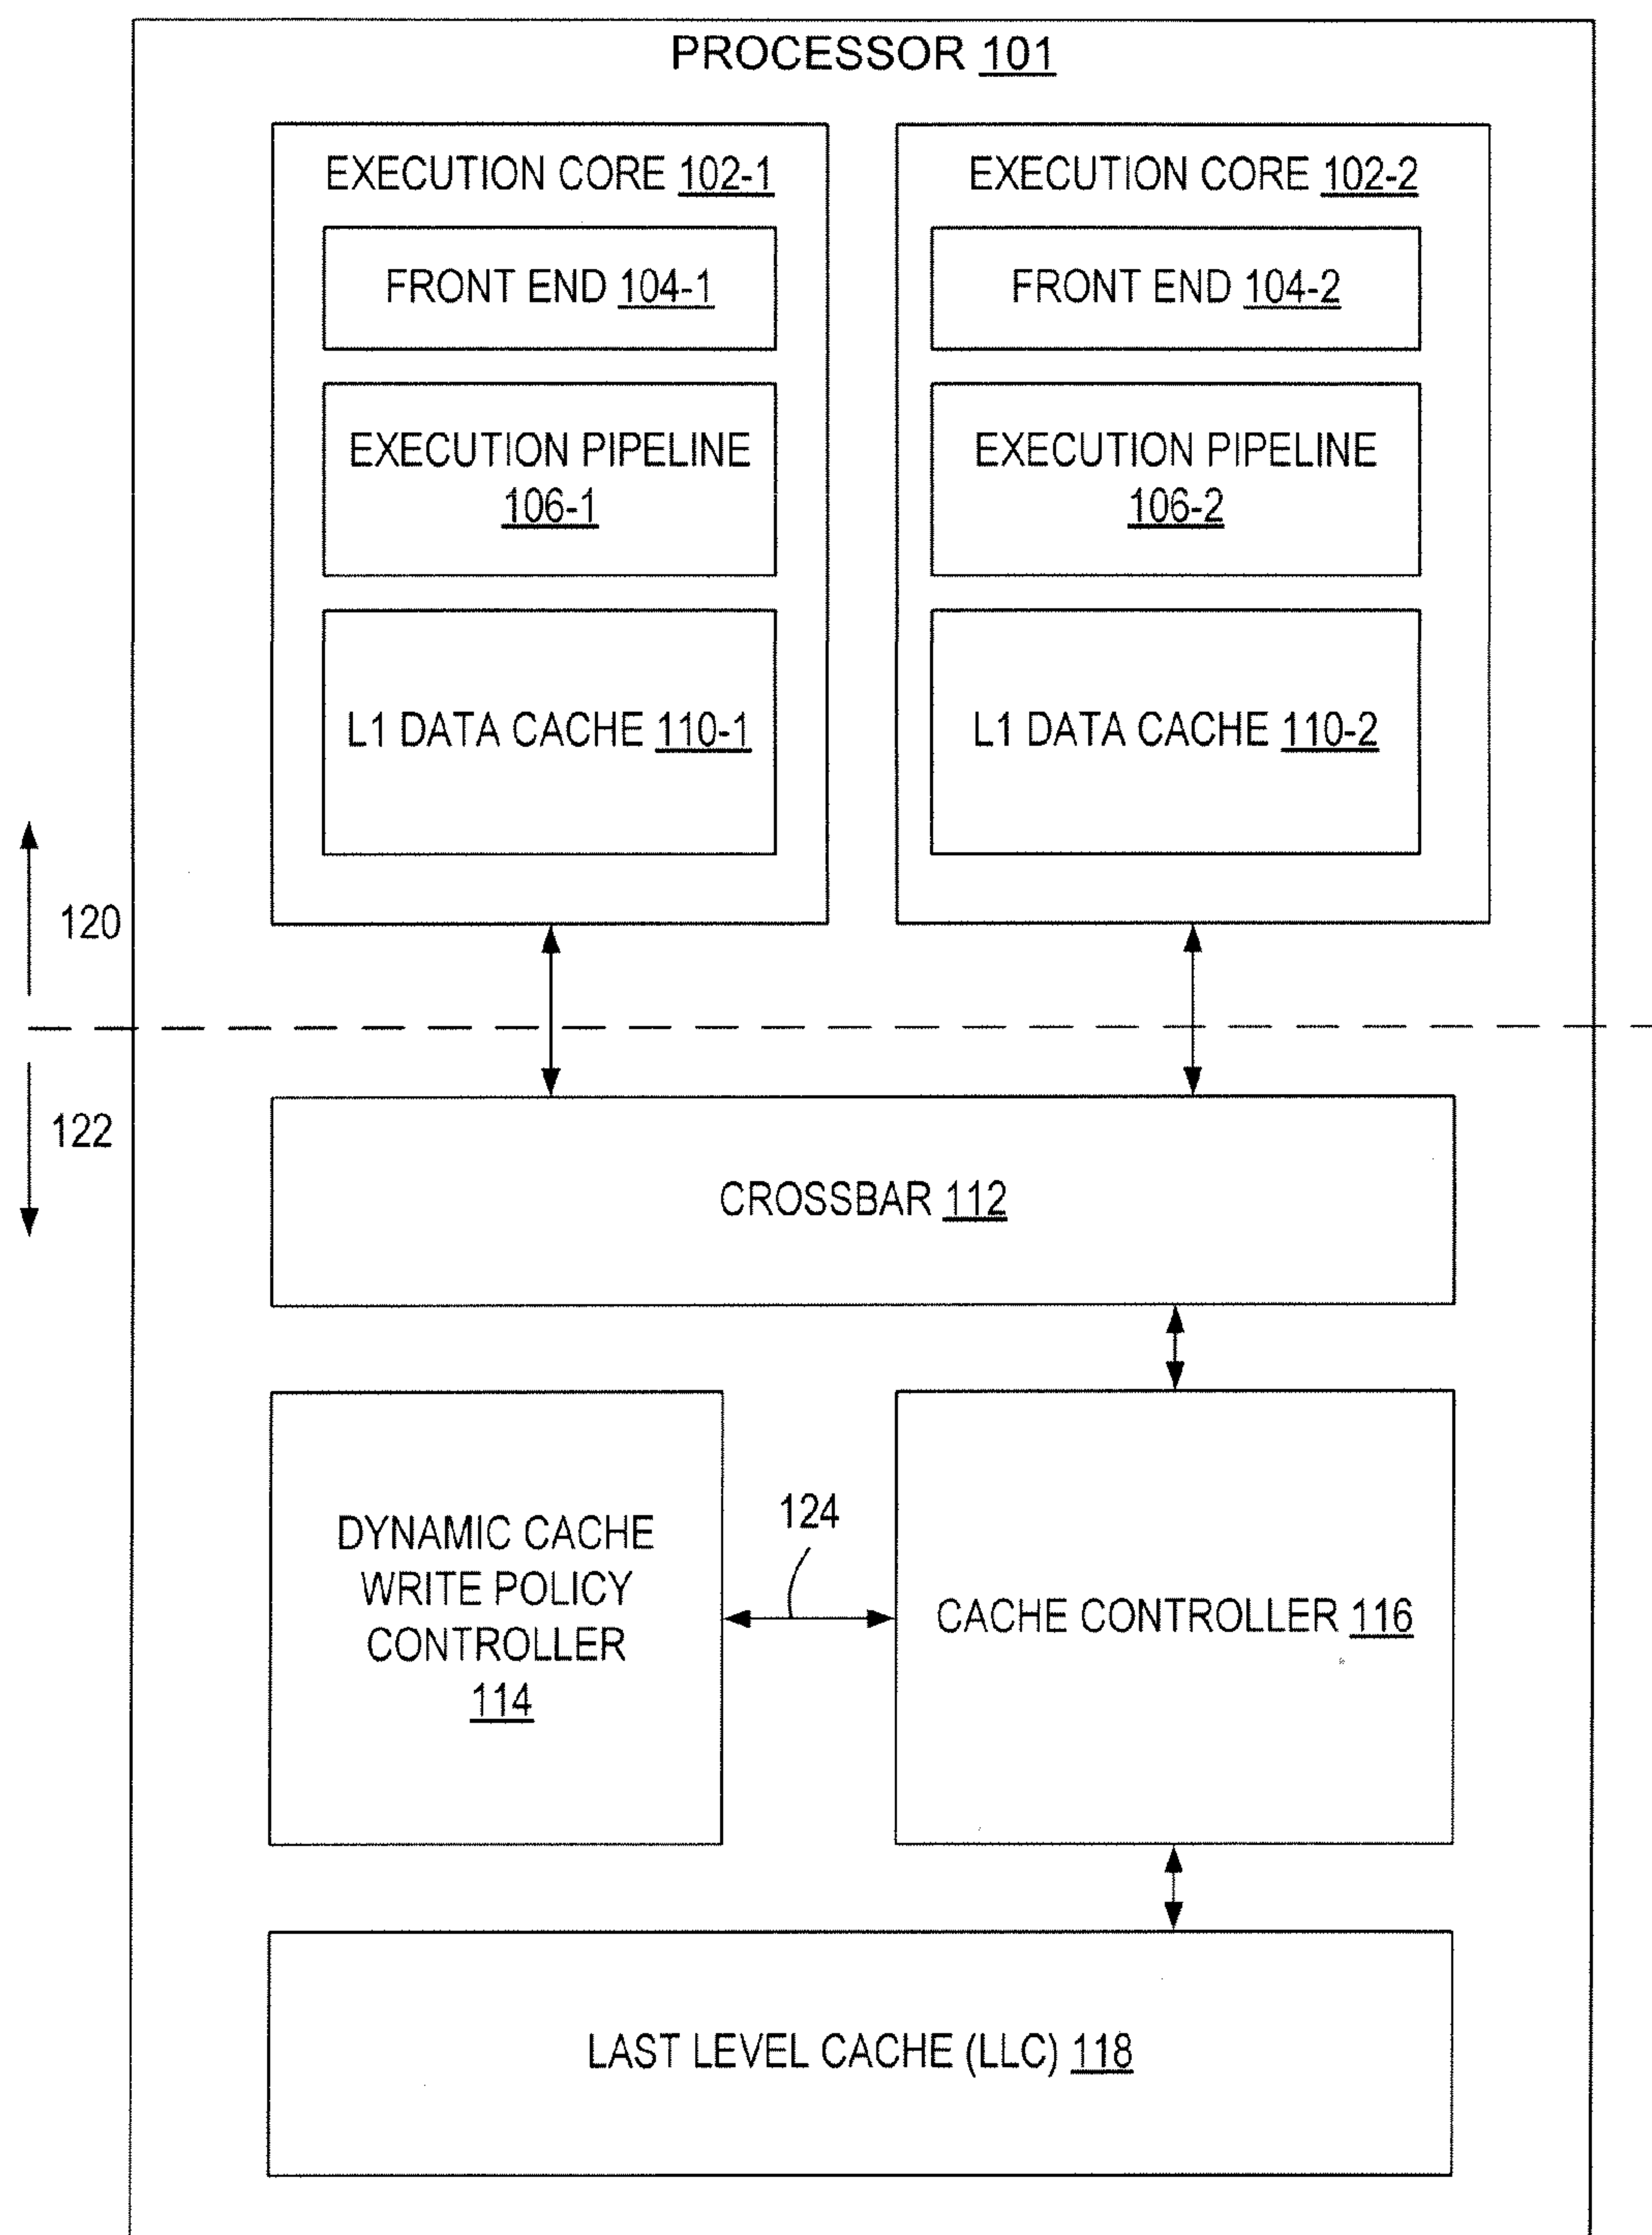 PROCESSOR 101
EXECUTION CORE 102-1
FRONT END 104-1
EXECUTION PIPELINE
106-1
L1 DATA CACHE 110-1
EXECUTION CORE 102-2
FRONT END 104-2
EXECUTION PIPELINE
106-2
L1 DATA CACHE 110-2
120
122
CROSSBAR 112
DYNAMIC CACHE
WRITE POLICY
CONTROLLER
114
124
CACHE CONTROLLER 116
LAST LEVEL CACHE (LLC) 118